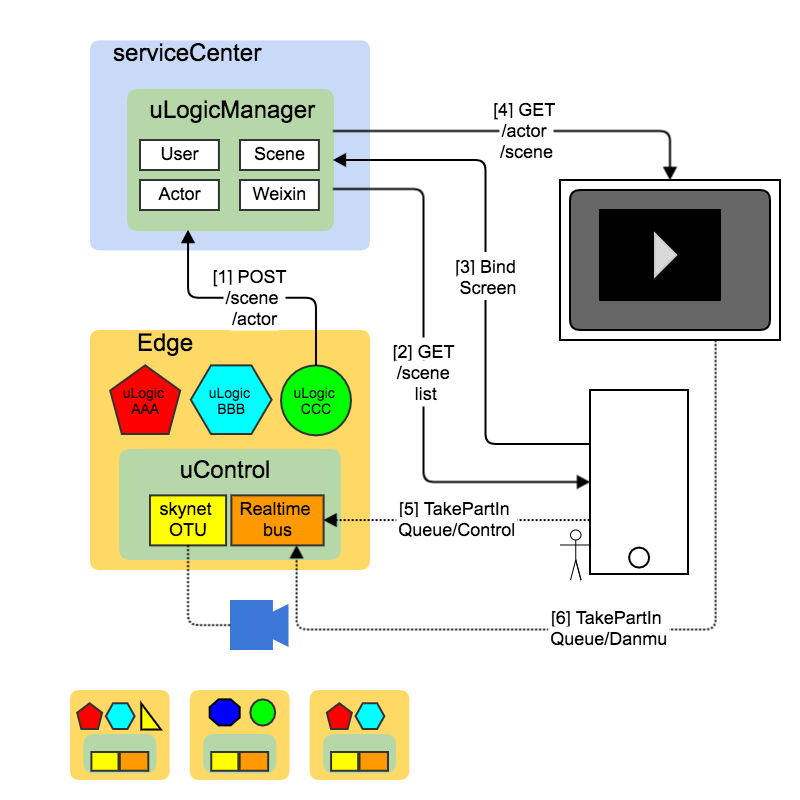 serviceCenter
uLogicManager
User
Scene
Actor
Weixin
[4] GET
/actor
/scene
[3] Bind
Screen
[1] POST
/scene
/actor
[2] GET
/scene
list
Edge
uLogic
AAA
uLogic
BBB
uLogic
CCC
uControl
skynet
OTU
Realtime
bus
[5] TakePartIn
Queue/Control
[6] TakePartIn
Queue/Danmu